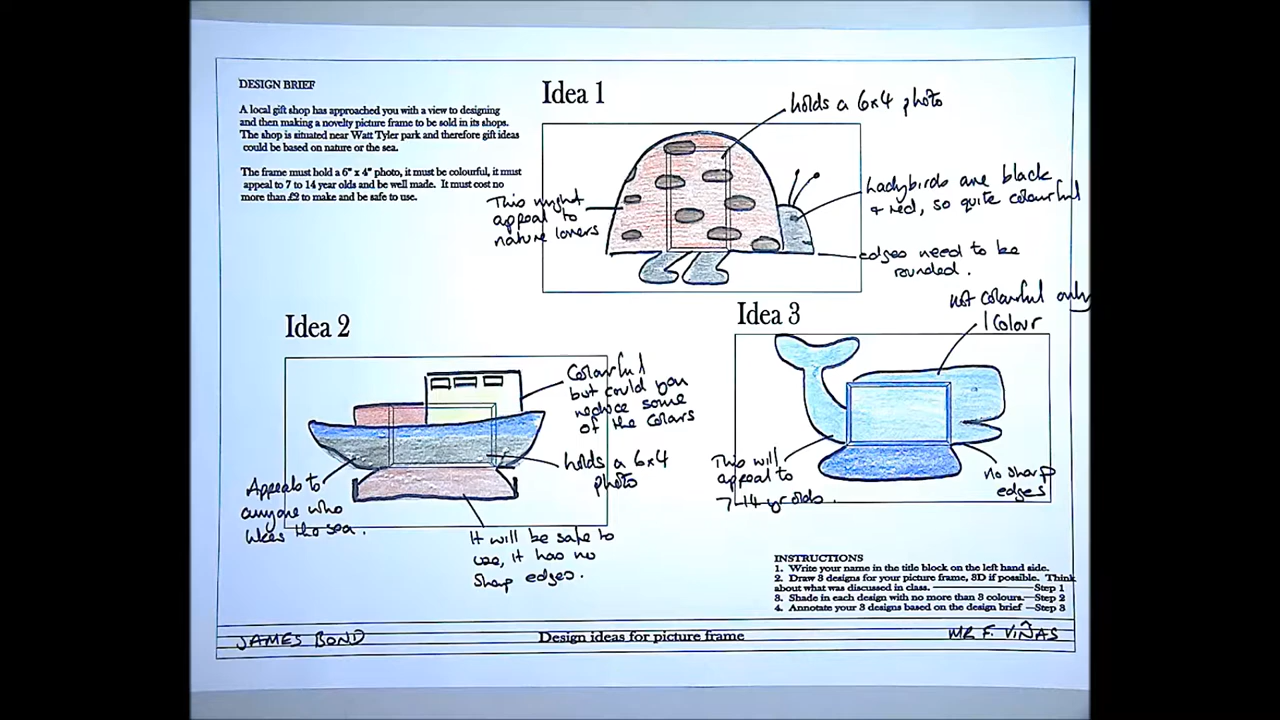 DESIGN BRIEF
A local gift shop has approached you with a view to designing
and then making a novelty picture frame to be sold in its shops.
The shop is situated near Watt Tyler park and therefore gift ideas
could be based on nature or the sea.
The frame must hold a 6" x 4" photo, it must be colourful, it must
appeal to 7 to 14 year olds and be well made. It must cost no
more than £2 to make and be safe to use.
Idea 1
holds a 6x4 photo
This might
appeal to
nature lovers
Ladybirds are black
& red, so quite colourful
edges need to be
rounded.
Idea 2
Colourful
but could you
reduce some
of the colours
holds a 6x4
photo
Appeals to
anyone who
likes the sea.
It will be safe to
use, it has no
sharp edges.
Idea 3
not colourful only
1 colour
This will
appeal to
7-14 yr olds.
no sharp
edges
INSTRUCTIONS
1. Write your name in the title block on the left hand side.
2. Draw 3 designs for your picture frame, 3D if possible. Think
about what was discussed in class. Step 1
3. Shade in each design with no more than 3 colours. Step 2
4. Annotate your 3 designs based on the design brief Step 3
JAMES BOND
Design ideas for picture frame
MR F. VIÑAS